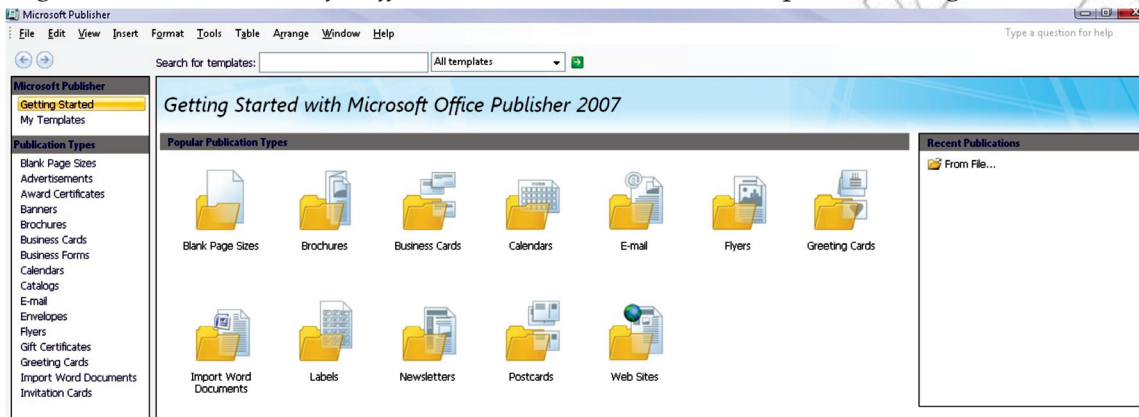 Microsoft Publisher
File Edit View Insert Format Tools Table Arrange Window Help
Type a question for help
Search for templates:
All templates
Microsoft Publisher
Getting Started
My Templates
Publication Types
Blank Page Sizes
Advertisements
Award Certificates
Banners
Brochures
Business Cards
Business Forms
Calendars
Catalogs
E-mail
Envelopes
Flyers
Gift Certificates
Greeting Cards
Import Word Documents
Invitation Cards
Getting Started with Microsoft Office Publisher 2007
Popular Publication Types
Blank Page Sizes
Brochures
Business Cards
Calendars
E-mail
Flyers
Greeting Cards
Import Word
Documents
Labels
Newsletters
Postcards
Web Sites
Recent Publications
From File...